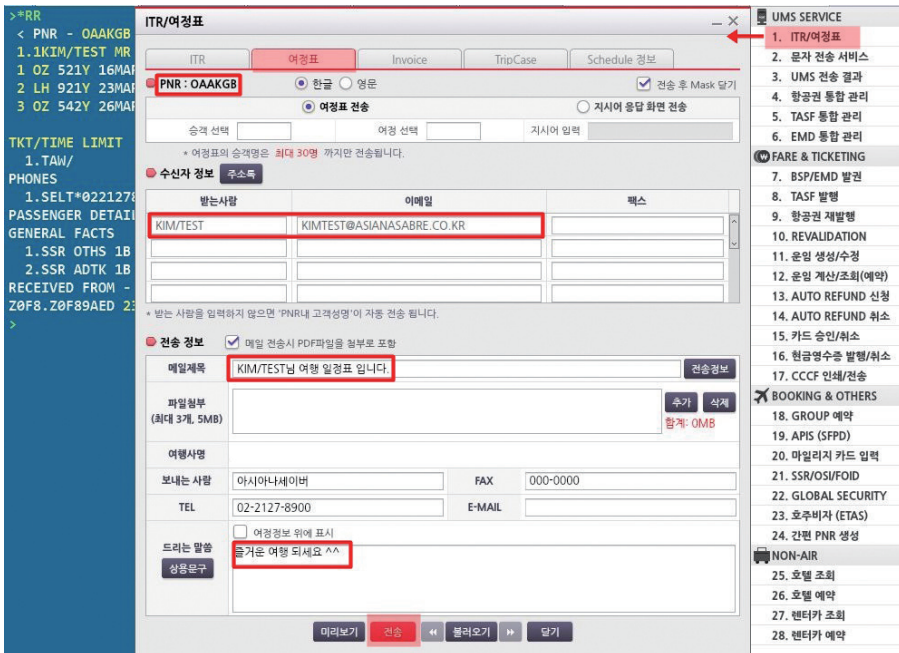 >*RR
< PNR - OAAKGB
1.1KIM/TEST MR
1 OZ 521Y 16MAR
2 LH 921Y 23MAR
3 OZ 542Y 26MAR
TKT/TIME LIMIT
1.TAW/
PHONES
1.SELT*0221278
PASSENGER DETAIL
GENERAL FACTS
1.SSR OTHS 1B
2.SSR ADTK 1B
RECEIVED FROM -
Z0F8.Z0F89AED 23
>
ITR/여정표
ITR 여정표 Invoice TripCase Schedule 정보
PNR : OAAKGB 한글 영문 전송 후 Mask 닫기
여정표 전송 지시어 응답 화면 전송
승객 선택 여정 선택 지시어 입력
* 여정표의 승객명은 최대 30명 까지만 전송됩니다.
수신자 정보 주소록
받는사람 이메일 팩스
KIM/TEST KIMTEST@ASIANASABRE.CO.KR
* 받는 사람을 입력하지 않으면 'PNR내 고객성명'이 자동 전송 됩니다.
전송 정보 메일 전송시 PDF파일을 첨부로 포함
메일제목 KIM/TEST님 여행 일정표 입니다. 전송정보
파일첨부 추가 삭제
(최대 3개, 5MB) 합계: 0MB
여행사명
보내는 사람 아시아나세이버 FAX 000-0000
TEL 02-2127-8900 E-MAIL
여정정보 위에 표시
드리는 말씀 즐거운 여행 되세요 ^^
상용문구
미리보기 전송 불러오기 닫기
UMS SERVICE
1. ITR/여정표
2. 문자 전송 서비스
3. UMS 전송 결과
4. 항공권 통합 관리
5. TASF 통합 관리
6. EMD 통합 관리
FARE & TICKETING
7. BSP/EMD 발권
8. TASF 발행
9. 항공권 재발행
10. REVALIDATION
11. 운임 생성/수정
12. 운임 계산/조회(예약)
13. AUTO REFUND 신청
14. AUTO REFUND 취소
15. 카드 승인/취소
16. 현금영수증 발행/취소
17. CCCF 인쇄/전송
BOOKING & OTHERS
18. GROUP 예약
19. APIS (SFPD)
20. 마일리지 카드 입력
21. SSR/OSI/FOID
22. GLOBAL SECURITY
23. 호주비자 (ETAS)
24. 간편 PNR 생성
NON-AIR
25. 호텔 조회
26. 호텔 예약
27. 렌터카 조회
28. 렌터카 예약